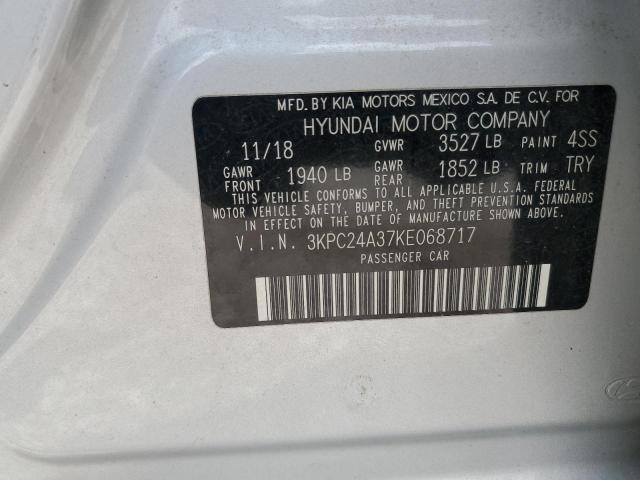 MFD. BY KIA MOTORS MEXICO S.A. DE C.V. FOR
HYUNDAI MOTOR COMPANY
11/18 GVWR 3527 LB PAINT 4SS
GAWR FRONT 1940 LB GAWR REAR 1852 LB TRIM TRY
THIS VEHICLE CONFORMS TO ALL APPLICABLE U.S.A. FEDERAL
MOTOR VEHICLE SAFETY, BUMPER, AND THEFT PREVENTION STANDARDS
IN EFFECT ON THE DATE OF MANUFACTURE SHOWN ABOVE.
V.I.N. 3KPC24A37KE068717
PASSENGER CAR